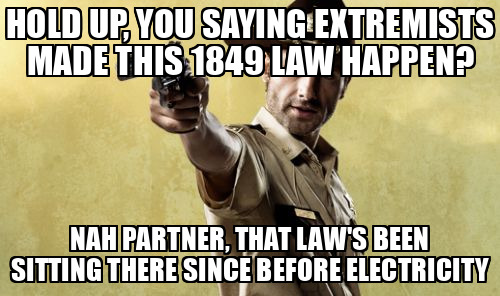 HOLD UP, YOU SAYING EXTREMISTS
MADE THIS 1849 LAW HAPPEN?
NAH PARTNER, THAT LAW'S BEEN
SITTING THERE SINCE BEFORE ELECTRICITY